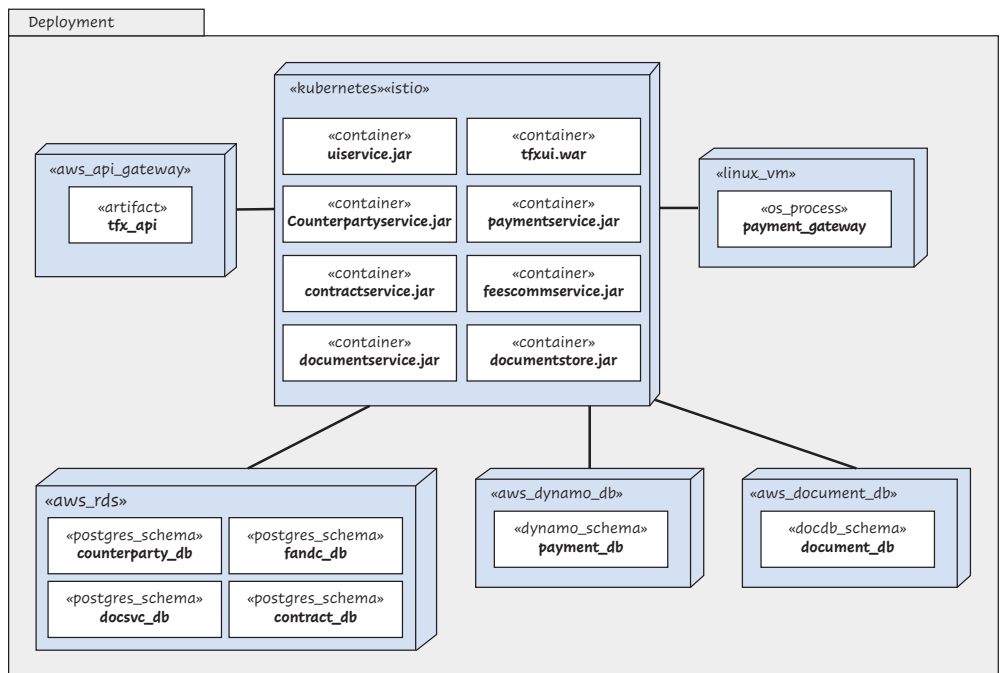 Deployment
«kubernetes»«istio»
«container»
uiservice.jar
«container»
tfxui.war
«container»
Counterpartyservice.jar
«container»
paymentservice.jar
«container»
contractservice.jar
«container»
feescommservice.jar
«container»
documentservice.jar
«container»
documentstore.jar
«aws_api_gateway»
«artifact»
tfx_api
«linux_vm»
«os_process»
payment_gateway
«aws_rds»
«postgres_schema»
counterparty_db
«postgres_schema»
fandc_db
«postgres_schema»
docsvc_db
«postgres_schema»
contract_db
«aws_dynamo_db»
«dynamo_schema»
payment_db
«aws_document_db»
«docdb_schema»
document_db